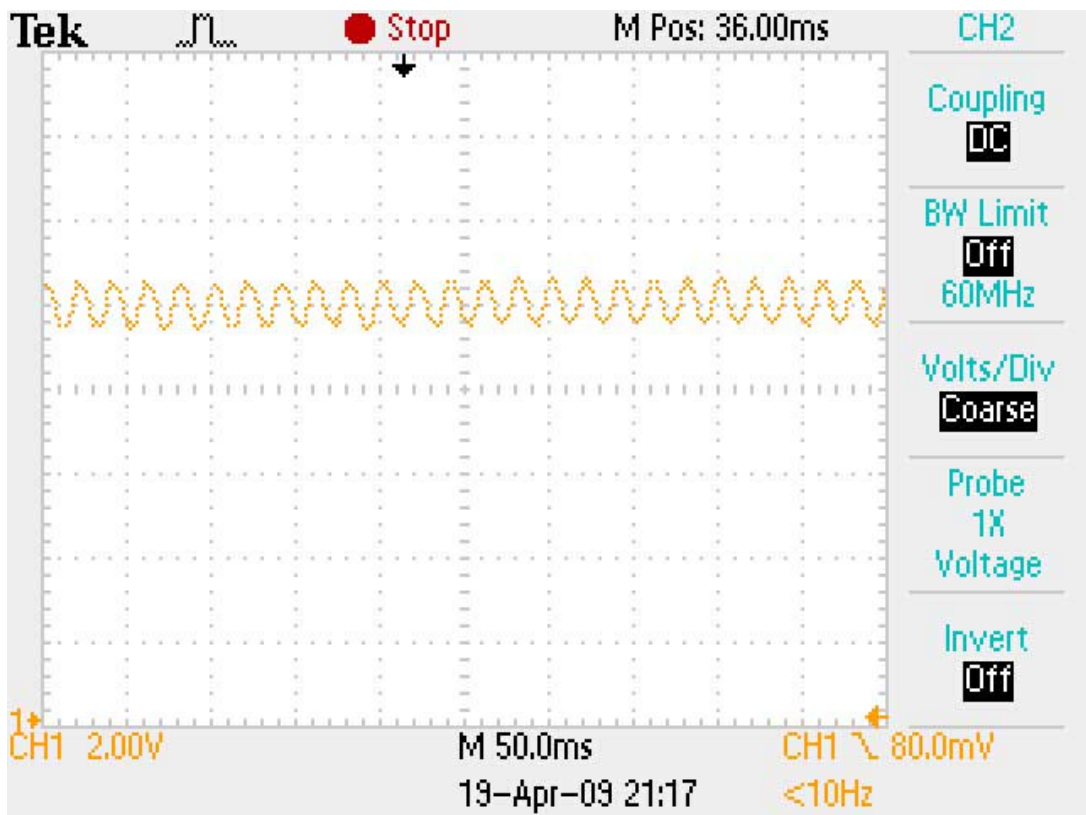 Tek Stop M Pos: 36.00ms CH2
Coupling
DC
BW Limit
Off
60MHz
Volts/Div
Coarse
Probe
1X
Voltage
Invert
Off
1
CH1 2.00V M 50.0ms CH1 80.0mV
19-Apr-09 21:17 <10Hz